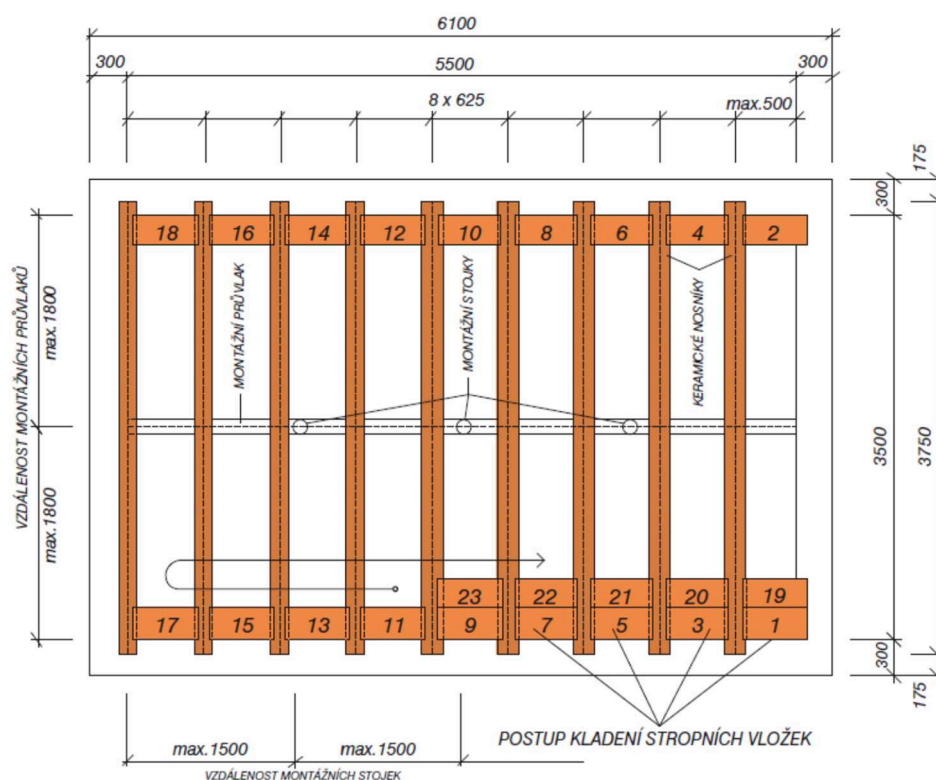 6100
300
5500
300
8 x 625
max.500
175
300
18
16
14
12
10
8
6
4
2
VZDÁLENOST MONTÁŽNÍCH PRŮVLAKŮ
max.1800
MONTÁŽNÍ PRŮVLAK
MONTÁŽNÍ STOJKY
KERAMICKÉ NOSNÍKY
3500
3750
max.1800
23
22
21
20
19
17
15
13
11
9
7
5
3
1
300
175
max.1500
max.1500
POSTUP KLADENÍ STROPNÍCH VLOŽEK
VZDÁLENOST MONTÁŽNÍCH STOJEK